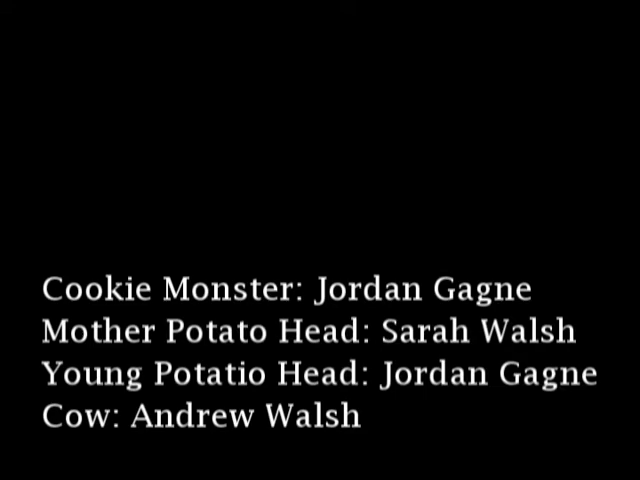 Cookie Monster: Jordan Gagne
Mother Potato Head: Sarah Walsh
Young Potatio Head: Jordan Gagne
Cow: Andrew Walsh